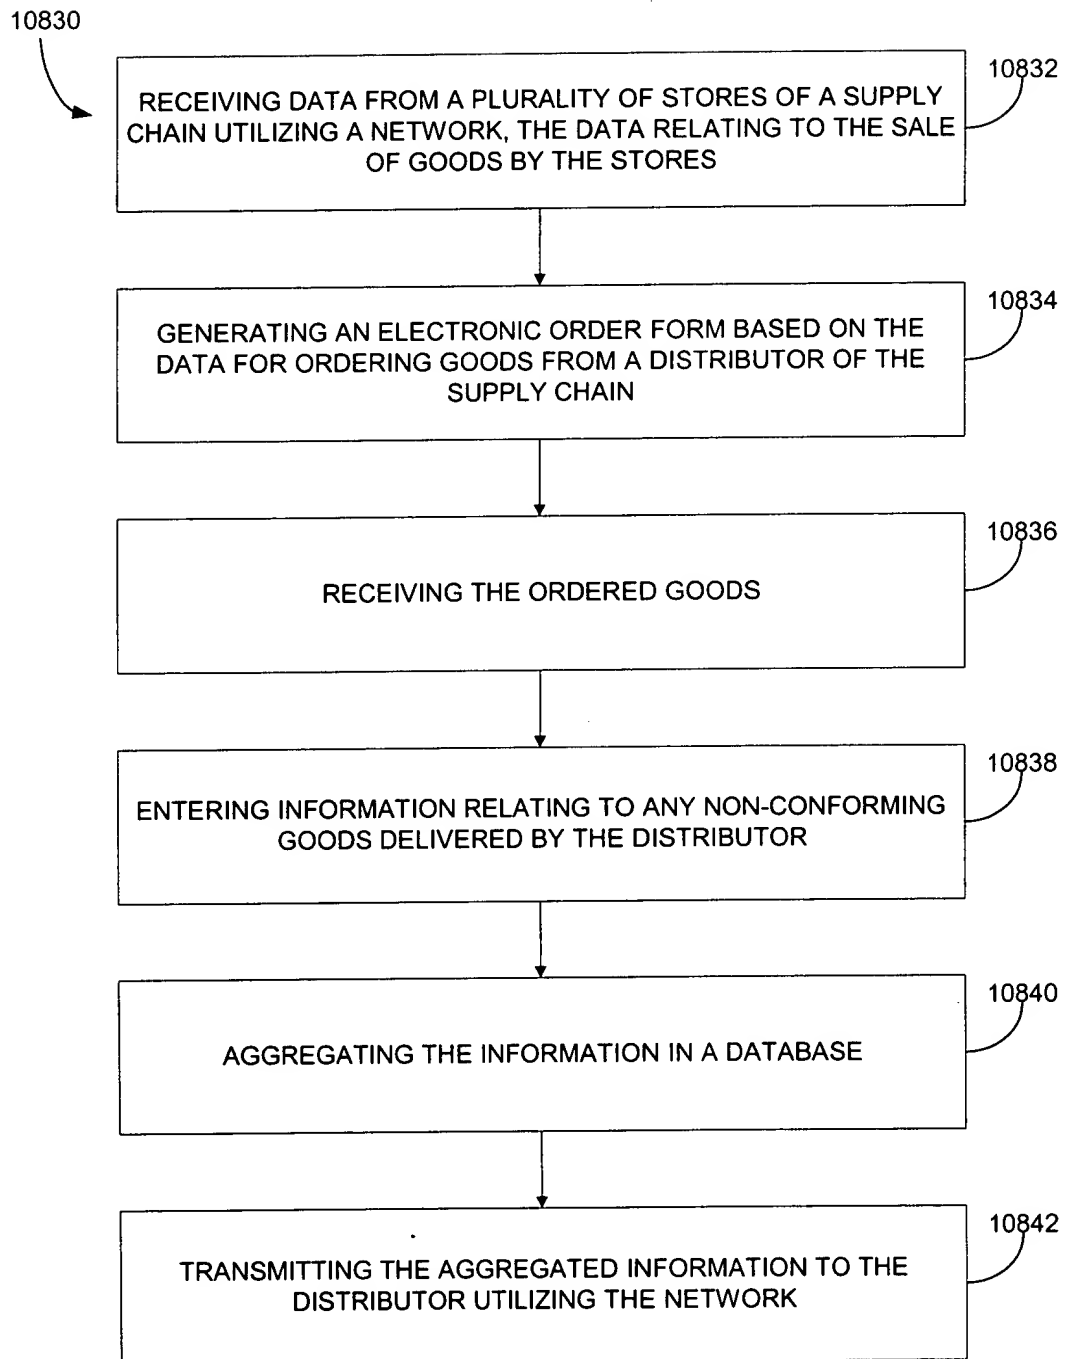 10830
10832
RECEIVING DATA FROM A PLURALITY OF STORES OF A SUPPLY
CHAIN UTILIZING A NETWORK, THE DATA RELATING TO THE SALE
OF GOODS BY THE STORES
10834
GENERATING AN ELECTRONIC ORDER FORM BASED ON THE
DATA FOR ORDERING GOODS FROM A DISTRIBUTOR OF THE
SUPPLY CHAIN
10836
RECEIVING THE ORDERED GOODS
10838
ENTERING INFORMATION RELATING TO ANY NON-CONFORMING
GOODS DELIVERED BY THE DISTRIBUTOR
10840
AGGREGATING THE INFORMATION IN A DATABASE
10842
TRANSMITTING THE AGGREGATED INFORMATION TO THE
DISTRIBUTOR UTILIZING THE NETWORK